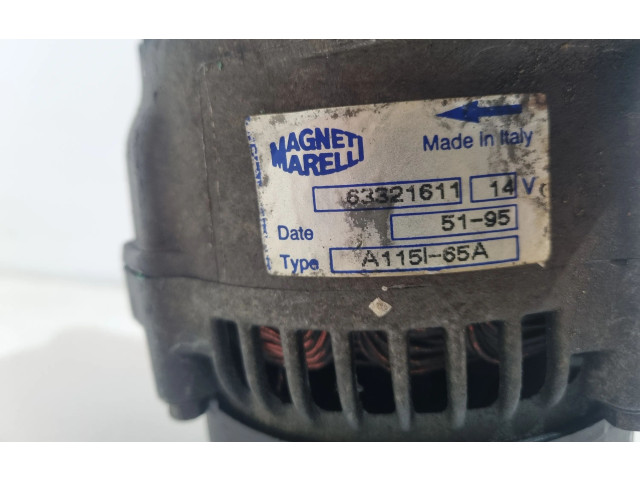 MAGNETI
MARELLI
Made in Italy
63321611 14 V
Date 51-95
Type A115I-65A